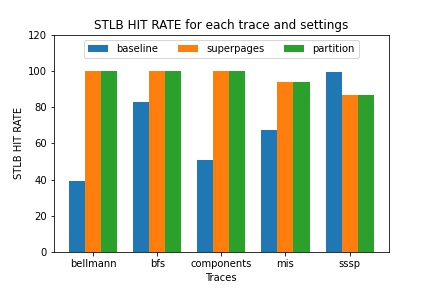 STLB HIT RATE for each trace and settings
baseline superpages partition
120
100
80
60
40
20
0
STLB HIT RATE
bellmann bfs components mis sssp
Traces